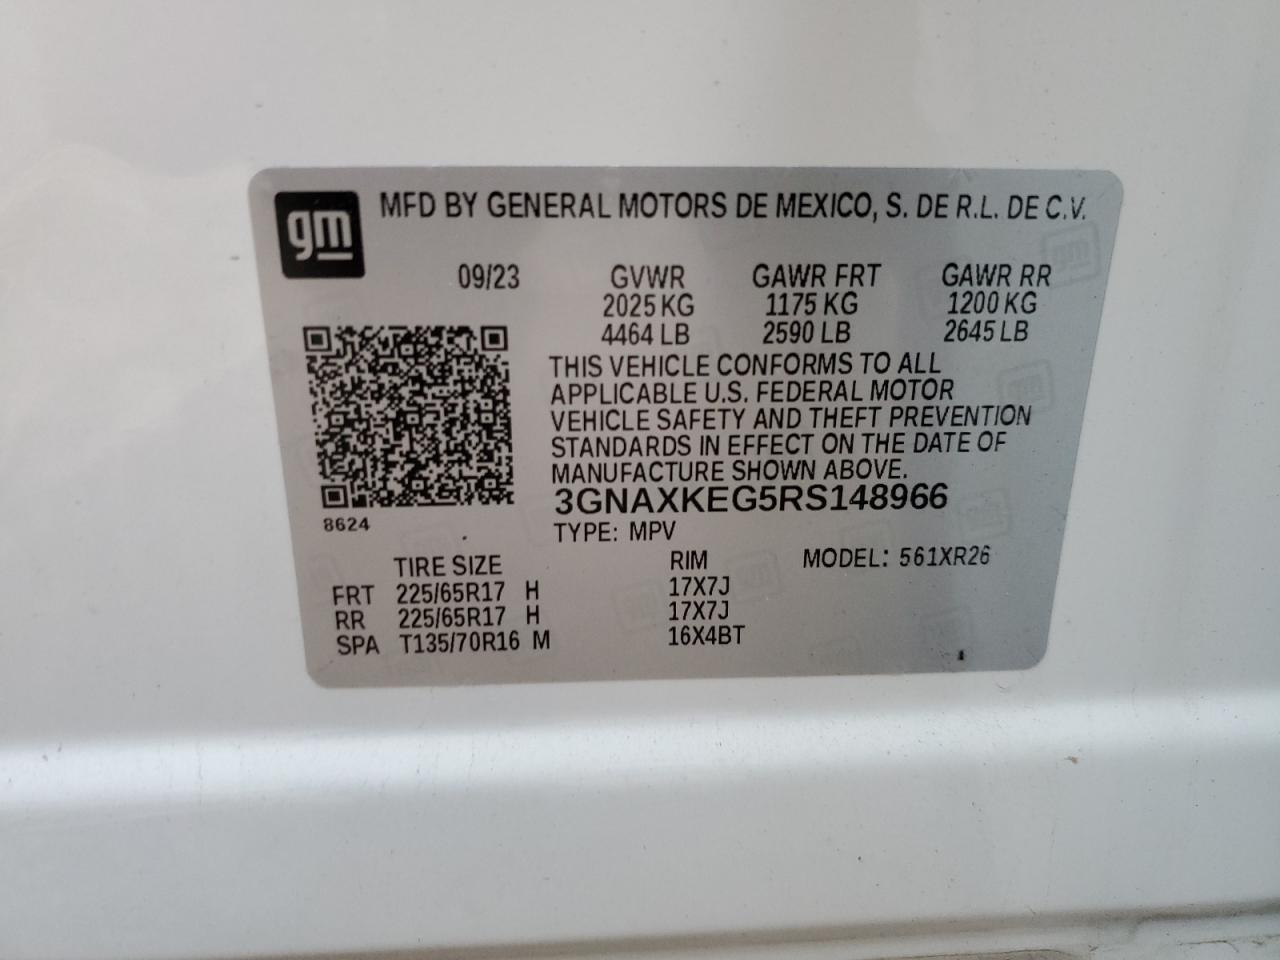 gm MFD BY GENERAL MOTORS DE MEXICO, S. DE R.L. DE C.V.
09/23 GVWR GAWR FRT GAWR RR
2025 KG 1175 KG 1200 KG
4464 LB 2590 LB 2645 LB
THIS VEHICLE CONFORMS TO ALL
APPLICABLE U.S. FEDERAL MOTOR
VEHICLE SAFETY AND THEFT PREVENTION
STANDARDS IN EFFECT ON THE DATE OF
MANUFACTURE SHOWN ABOVE.
3GNAXKEG5RS148966
8624
TYPE: MPV
TIRE SIZE RIM MODEL: 561XR26
FRT 225/65R17 H 17X7J
RR 225/65R17 H 17X7J
SPA T135/70R16 M 16X4BT